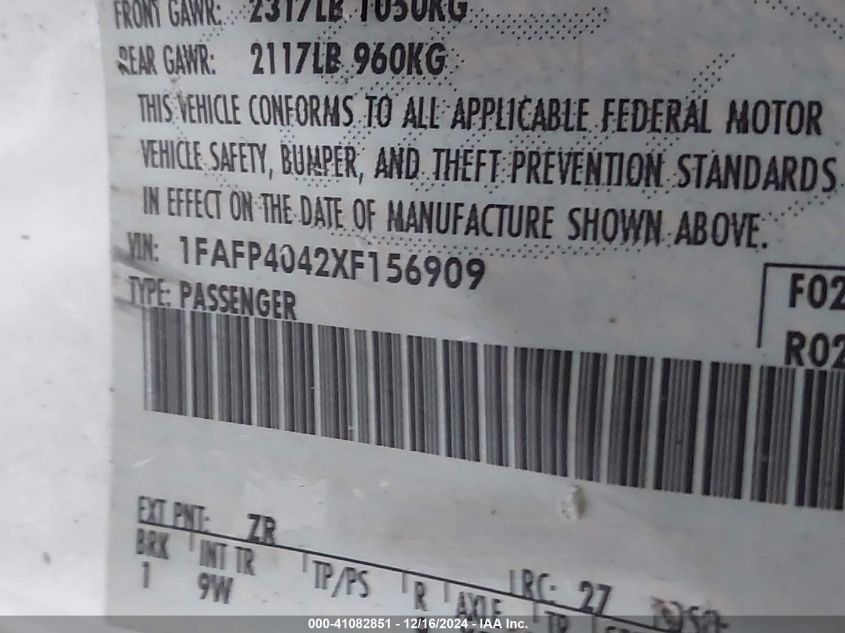 FRONT GAWR: 2317LB 1050KG
REAR GAWR: 2117LB 960KG
THIS VEHICLE CONFORMS TO ALL APPLICABLE FEDERAL MOTOR
VEHICLE SAFETY, BUMPER, AND THEFT PREVENTION STANDARDS
IN EFFECT ON THE DATE OF MANUFACTURE SHOWN ABOVE.
VIN: 1FAFP4042XF156909
TYPE: PASSENGER
F02
R02
EXT PNT: ZR
RC: 27
BRK INT TR TP/PS R AXLE TR
1 9W
000-41082851 - 12/16/2024 - IAA Inc.